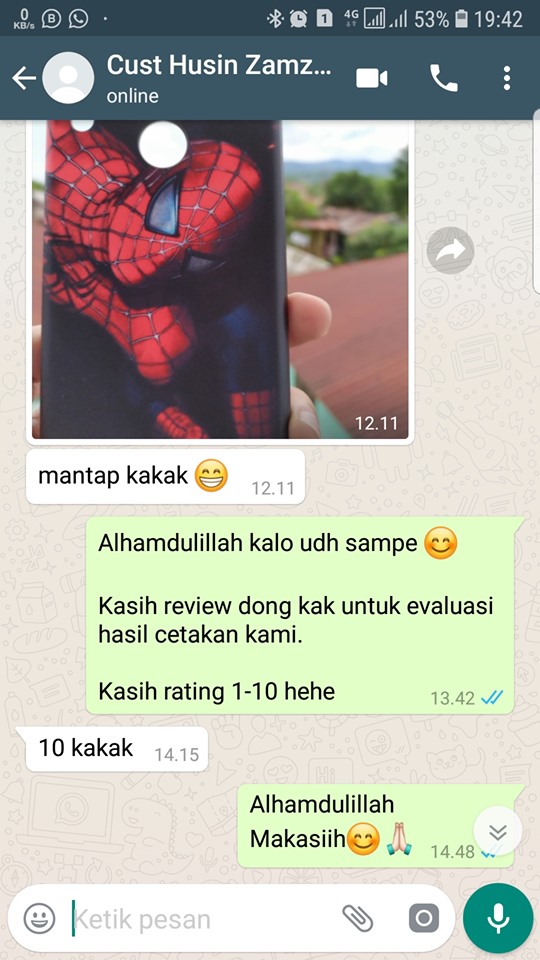 0
KB/s
B
1
4G
53%
19:42
Cust Husin Zamz...
online
12.11
mantap kakak 😁
12.11
Alhamdulillah kalo udh sampe 😊
Kasih review dong kak untuk evaluasi
hasil cetakan kami.
Kasih rating 1-10 hehe
13.42
10 kakak
14.15
Alhamdulillah
Makasiih😊🙏🏻
14.48
Ketik pesan